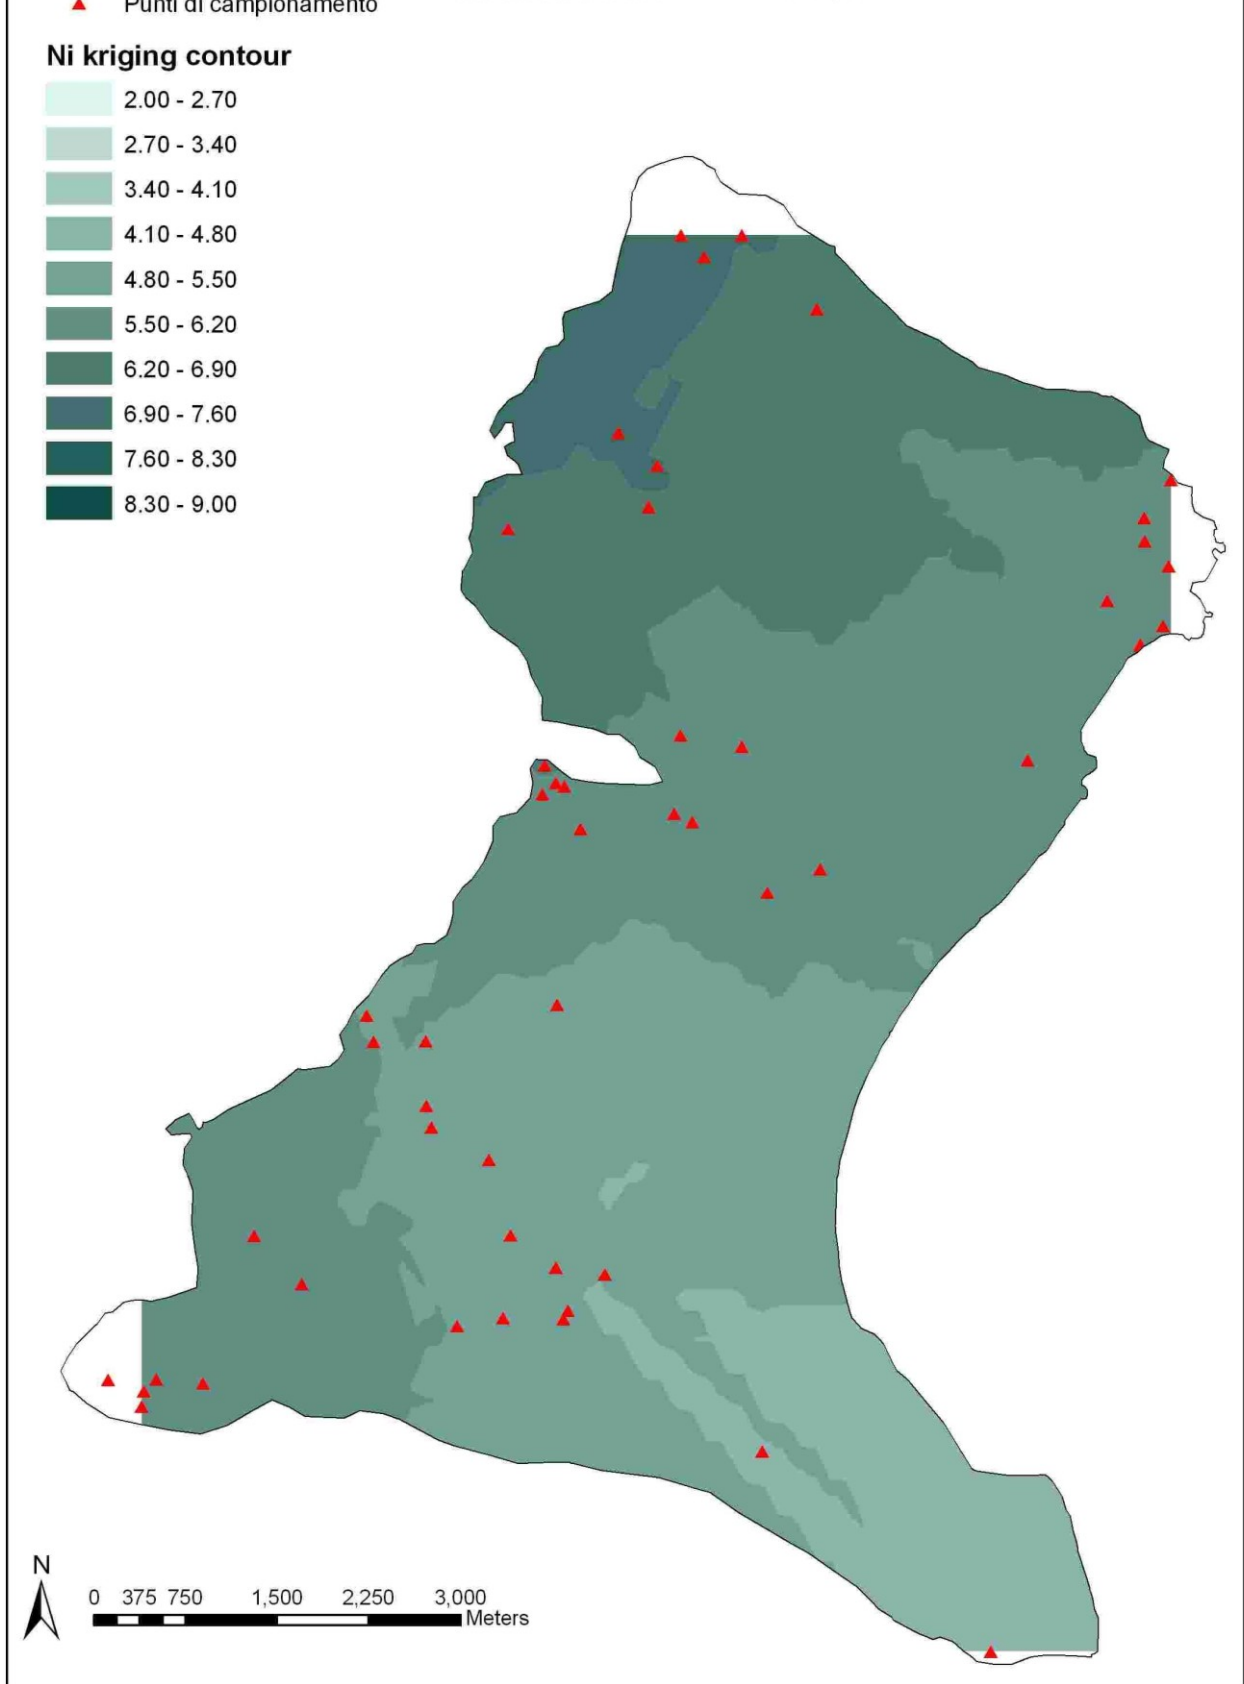 Punti di campionamento
Ni kriging contour
2.00 - 2.70
2.70 - 3.40
3.40 - 4.10
4.10 - 4.80
4.80 - 5.50
5.50 - 6.20
6.20 - 6.90
6.90 - 7.60
7.60 - 8.30
8.30 - 9.00
N
0 375 750 1,500 2,250 3,000
Meters